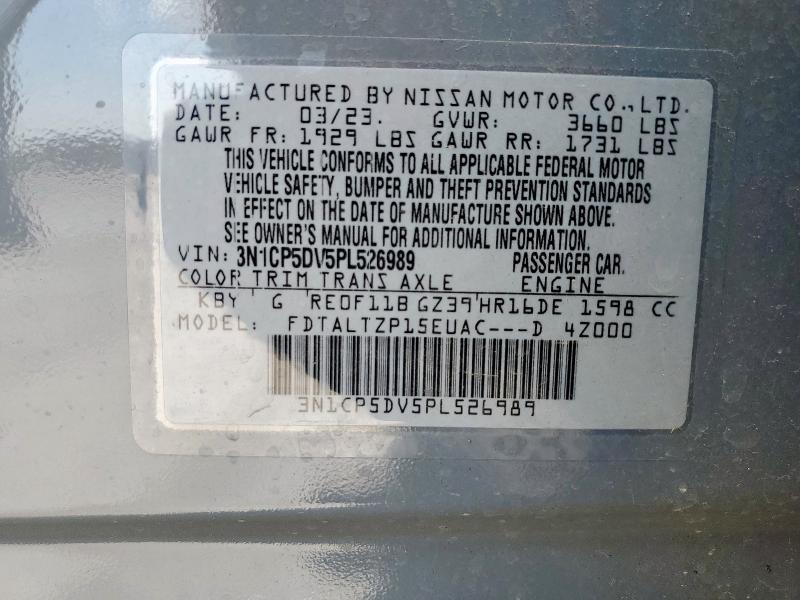 MANUFACTURED BY NISSAN MOTOR CO., LTD.
DATE: 03/23. GVWR: 3660 LBS
GAWR FR: 1929 LBS GAWR RR: 1731 LBS
THIS VEHICLE CONFORMS TO ALL APPLICABLE FEDERAL MOTOR
VEHICLE SAFETY, BUMPER AND THEFT PREVENTION STANDARDS
IN EFFECT ON THE DATE OF MANUFACTURE SHOWN ABOVE.
SEE OWNER'S MANUAL FOR ADDITIONAL INFORMATION.
VIN: 3N1CP5DV5PL526989 PASSENGER CAR.
COLOR TRIM TRANS AXLE ENGINE
KBY G RE0F11B GZ39 HR16DE 1598 CC
MODEL: FDTALTZP15EUAC---D 4Z000
3N1CP5DV5PL526989